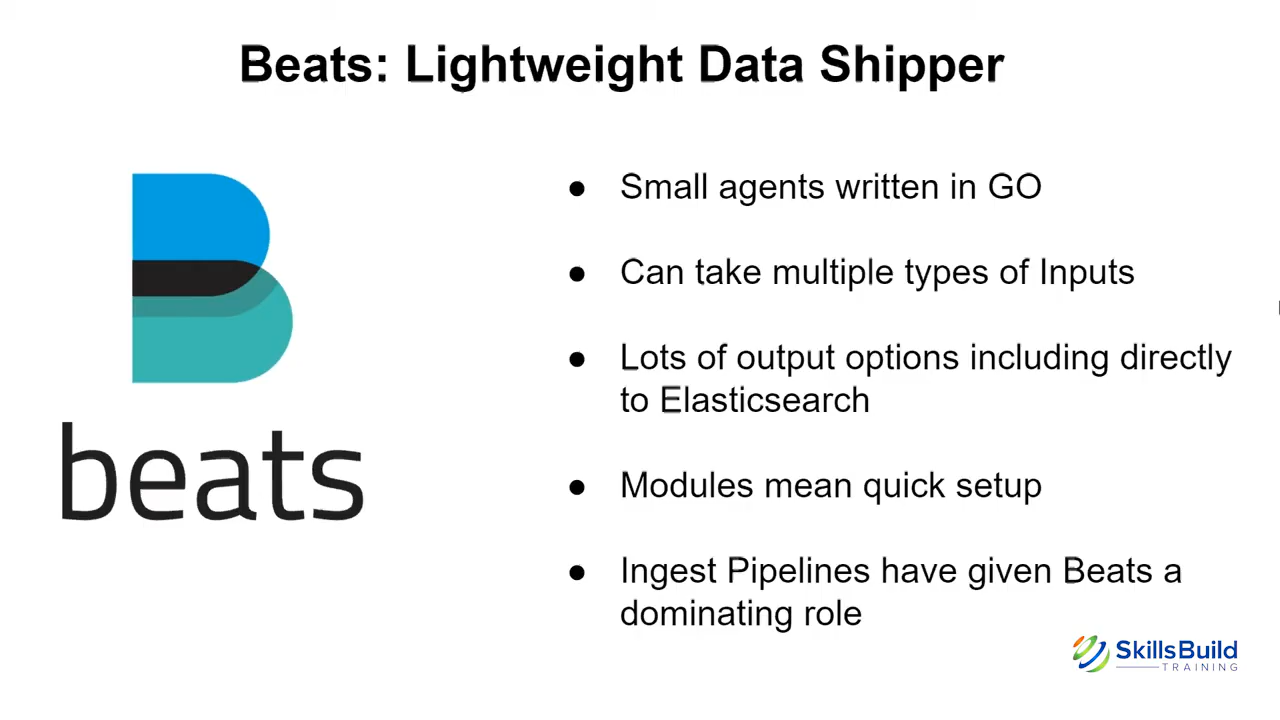 Beats: Lightweight Data Shipper
● Small agents written in GO
● Can take multiple types of Inputs
● Lots of output options including directly
to Elasticsearch
● Modules mean quick setup
● Ingest Pipelines have given Beats a
dominating role
beats
SkillsBuild
TRAINING